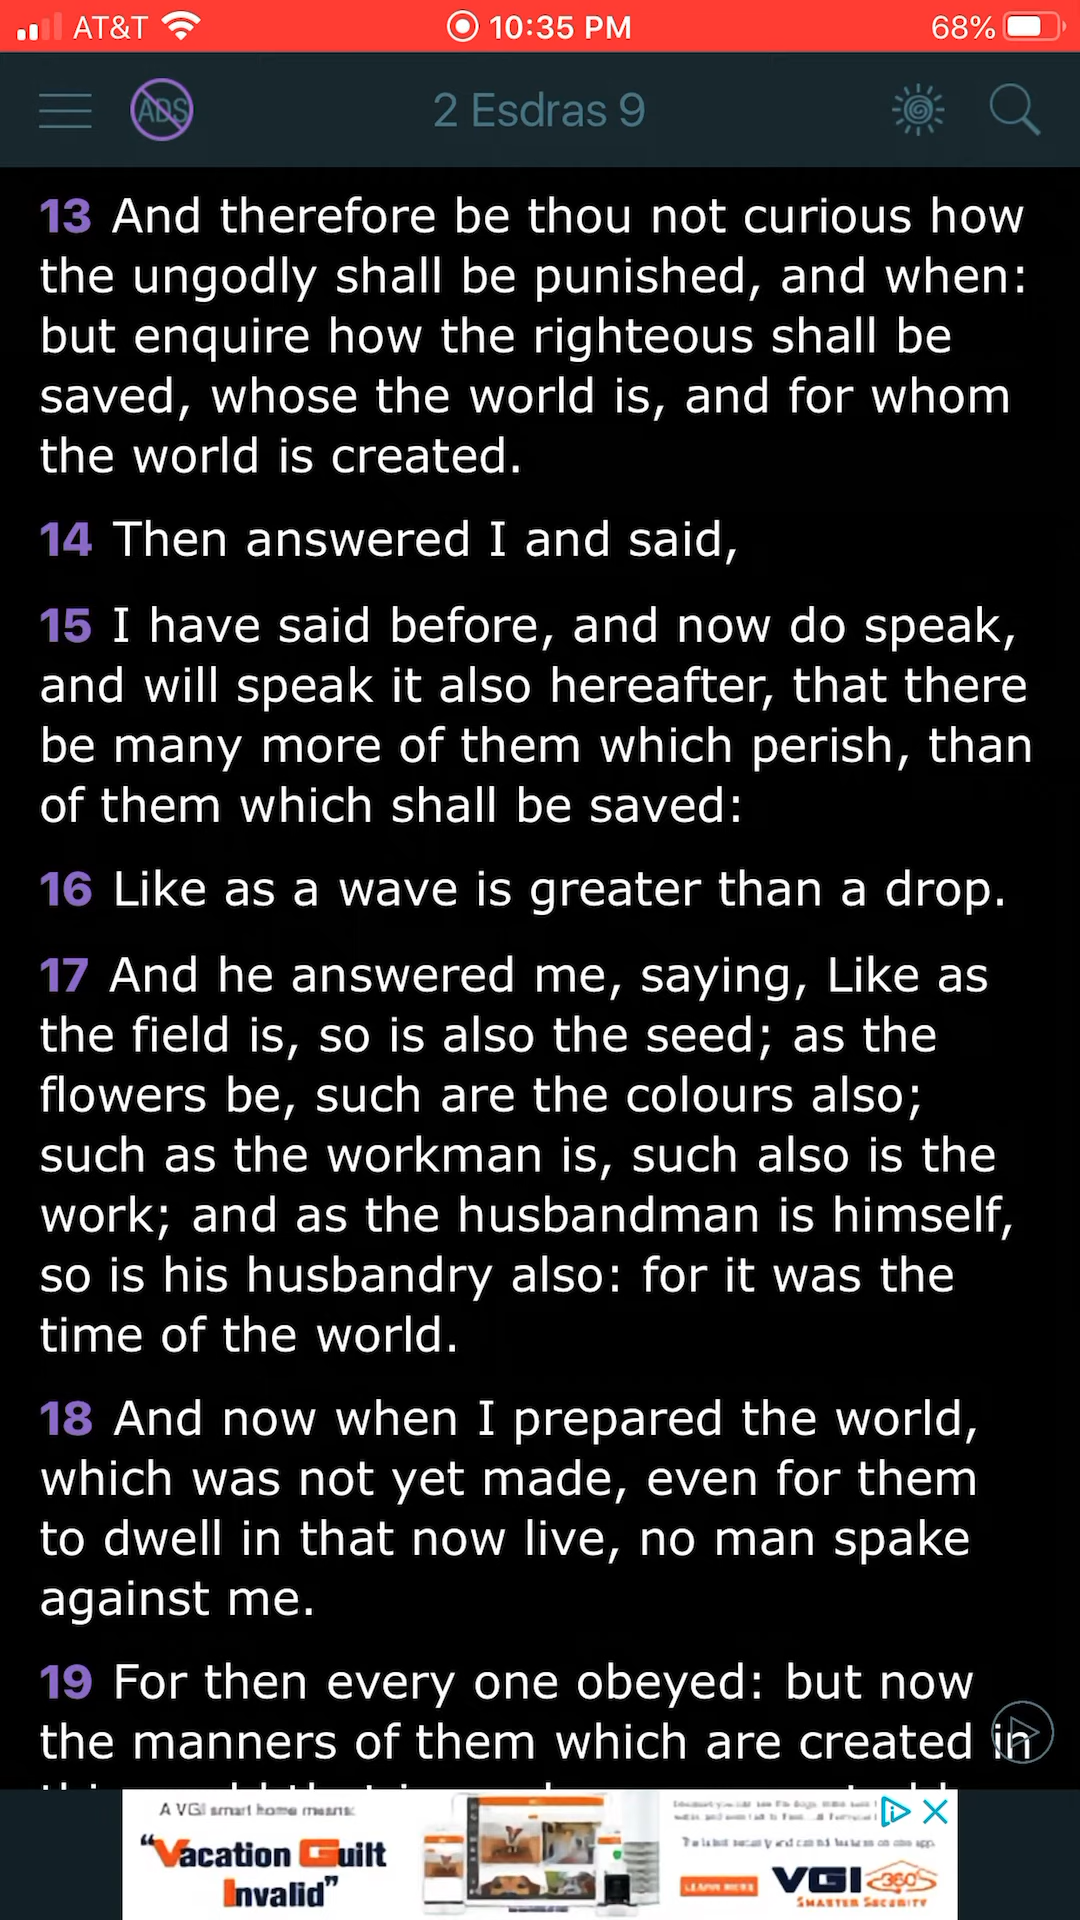 AT&T 10:35 PM 68%
ADS 2 Esdras 9
13 And therefore be thou not curious how
the ungodly shall be punished, and when:
but enquire how the righteous shall be
saved, whose the world is, and for whom
the world is created.
14 Then answered I and said,
15 I have said before, and now do speak,
and will speak it also hereafter, that there
be many more of them which perish, than
of them which shall be saved:
16 Like as a wave is greater than a drop.
17 And he answered me, saying, Like as
the field is, so is also the seed; as the
flowers be, such are the colours also;
such as the workman is, such also is the
work; and as the husbandman is himself,
so is his husbandry also: for it was the
time of the world.
18 And now when I prepared the world,
which was not yet made, even for them
to dwell in that now live, no man spake
against me.
19 For then every one obeyed: but now
the manners of them which are created in
A VGI smart home means:
“Vacation Guilt
Invalid”
LEARN MORE
VGI 360°
SMARTER SECURITY